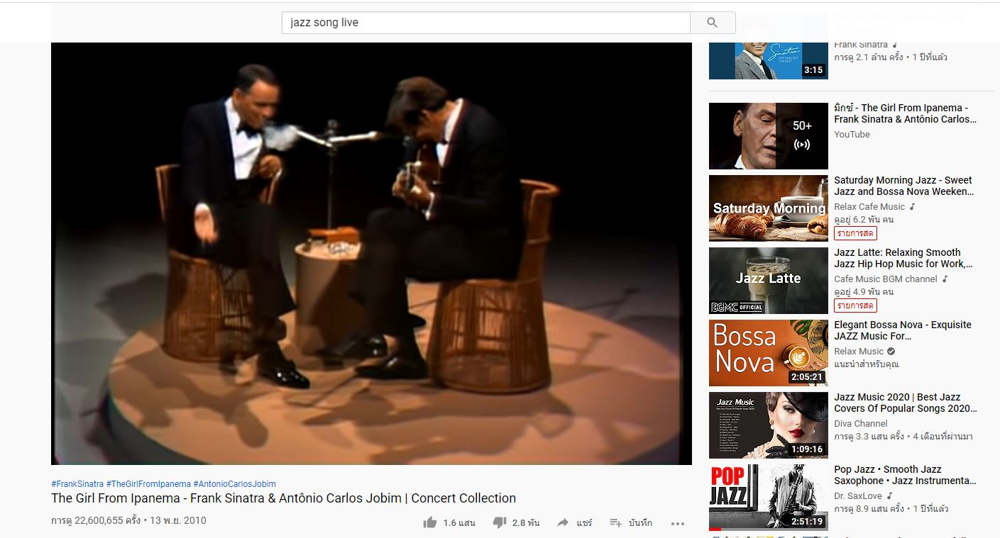 jazz song live
Frank Sinatra
การดู 2.1 ล้าน ครั้ง • 1 ปีที่แล้ว
Sinatra
NOTHING BUT
THE BEST
3:15
50+
มิกซ์ - The Girl From Ipanema -
Frank Sinatra & Antônio Carlos...
YouTube
Saturday Morning
Saturday Morning Jazz - Sweet
Jazz and Bossa Nova Weeken...
Relax Cafe Music
ดูอยู่ 6.2 พัน คน
รายการสด
Jazz Latte
BGMC OFFICIAL
Jazz Latte: Relaxing Smooth
Jazz Hip Hop Music for Work,...
Cafe Music BGM channel
ดูอยู่ 4.9 พัน คน
รายการสด
Bossa
Nova
2:05:21
Elegant Bossa Nova - Exquisite
JAZZ Music For...
Relax Music
แนะนำสำหรับคุณ
Jazz Music
1:09:16
Jazz Music 2020 | Best Jazz
Covers Of Popular Songs 2020...
Diva Channel
การดู 3.3 แสน ครั้ง • 4 เดือนที่ผ่านมา
POP
JAZZ
2:51:19
Pop Jazz • Smooth Jazz
Saxophone • Jazz Instrumenta...
Dr. SaxLove
การดู 8.9 แสน ครั้ง • 1 ปีที่แล้ว
#FrankSinatra #TheGirlFromIpanema #AntonioCarlosJobim
The Girl From Ipanema - Frank Sinatra & Antônio Carlos Jobim | Concert Collection
การดู 22,600,655 ครั้ง • 13 พ.ย. 2010
1.6 แสน
2.8 พัน
แชร์
บันทึก